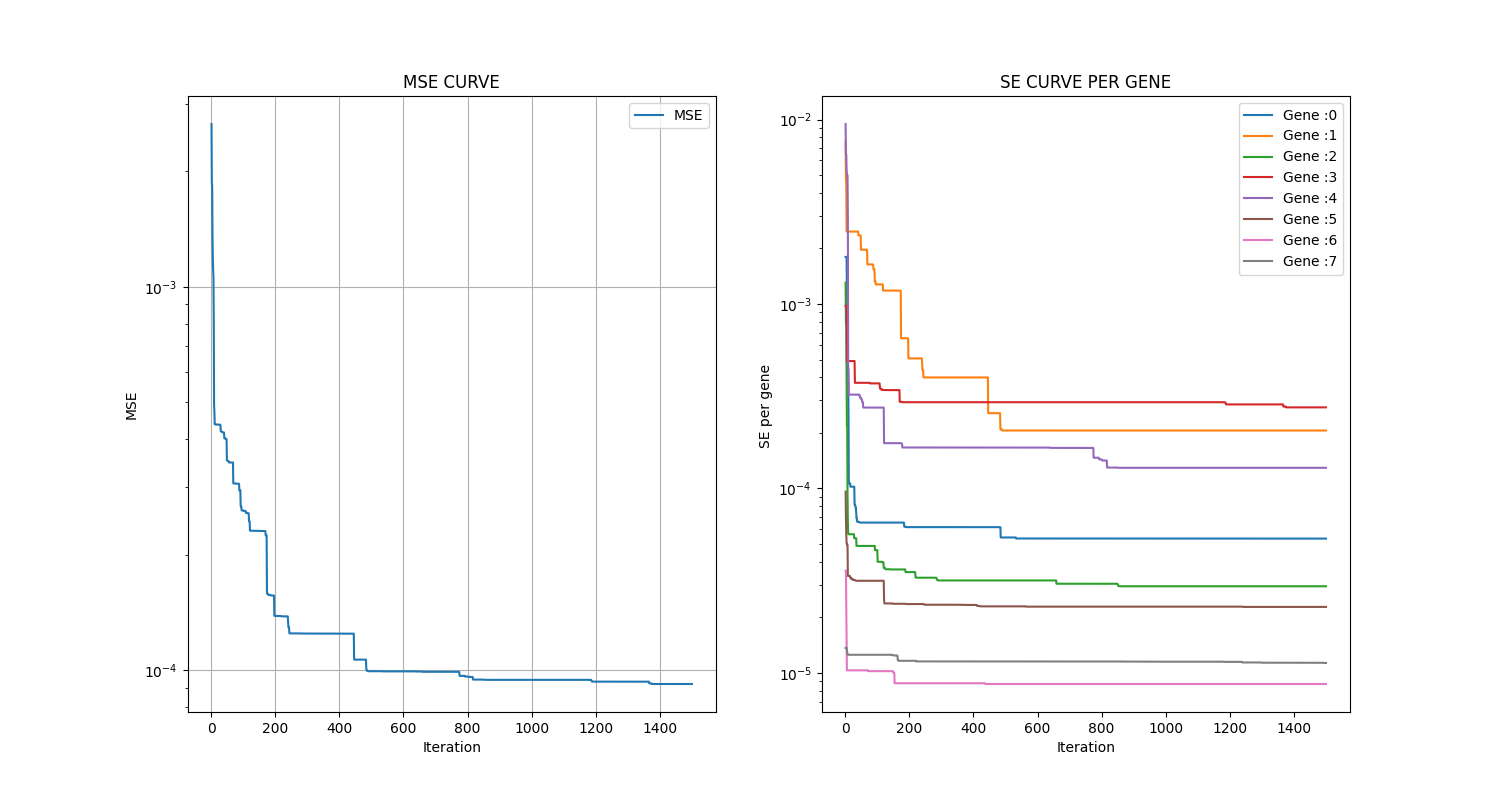 MSE CURVE
MSE
10^-3
10^-4
MSE
0 200 400 600 800 1000 1200 1400
Iteration
SE CURVE PER GENE
Gene :0
Gene :1
Gene :2
Gene :3
Gene :4
Gene :5
Gene :6
Gene :7
10^-2
10^-3
10^-4
10^-5
SE per gene
0 200 400 600 800 1000 1200 1400
Iteration